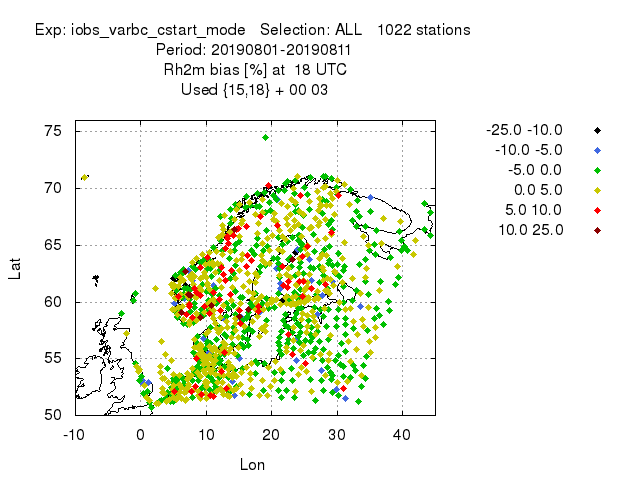 Exp: iobs_varbc_cstart_mode   Selection: ALL   1022 stations
Period: 20190801-20190811
Rh2m bias [%] at  18 UTC
Used {15,18} + 00 03
-25.0 -10.0
-10.0 -5.0
-5.0 0.0
0.0 5.0
5.0 10.0
10.0 25.0
75
70
65
60
55
50
Lat
-10 0 10 20 30 40
Lon